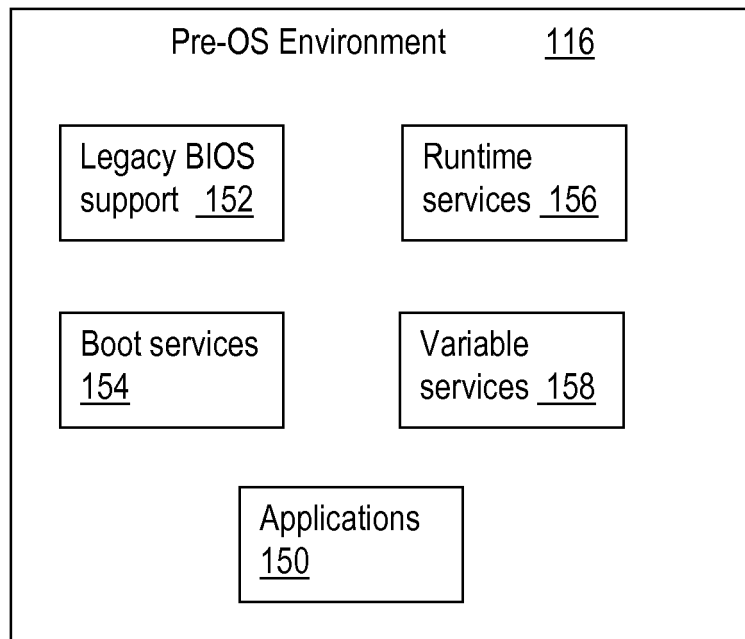 Pre-OS Environment 116
Legacy BIOS
support 152
Runtime
services 156
Boot services
154
Variable
services 158
Applications
150